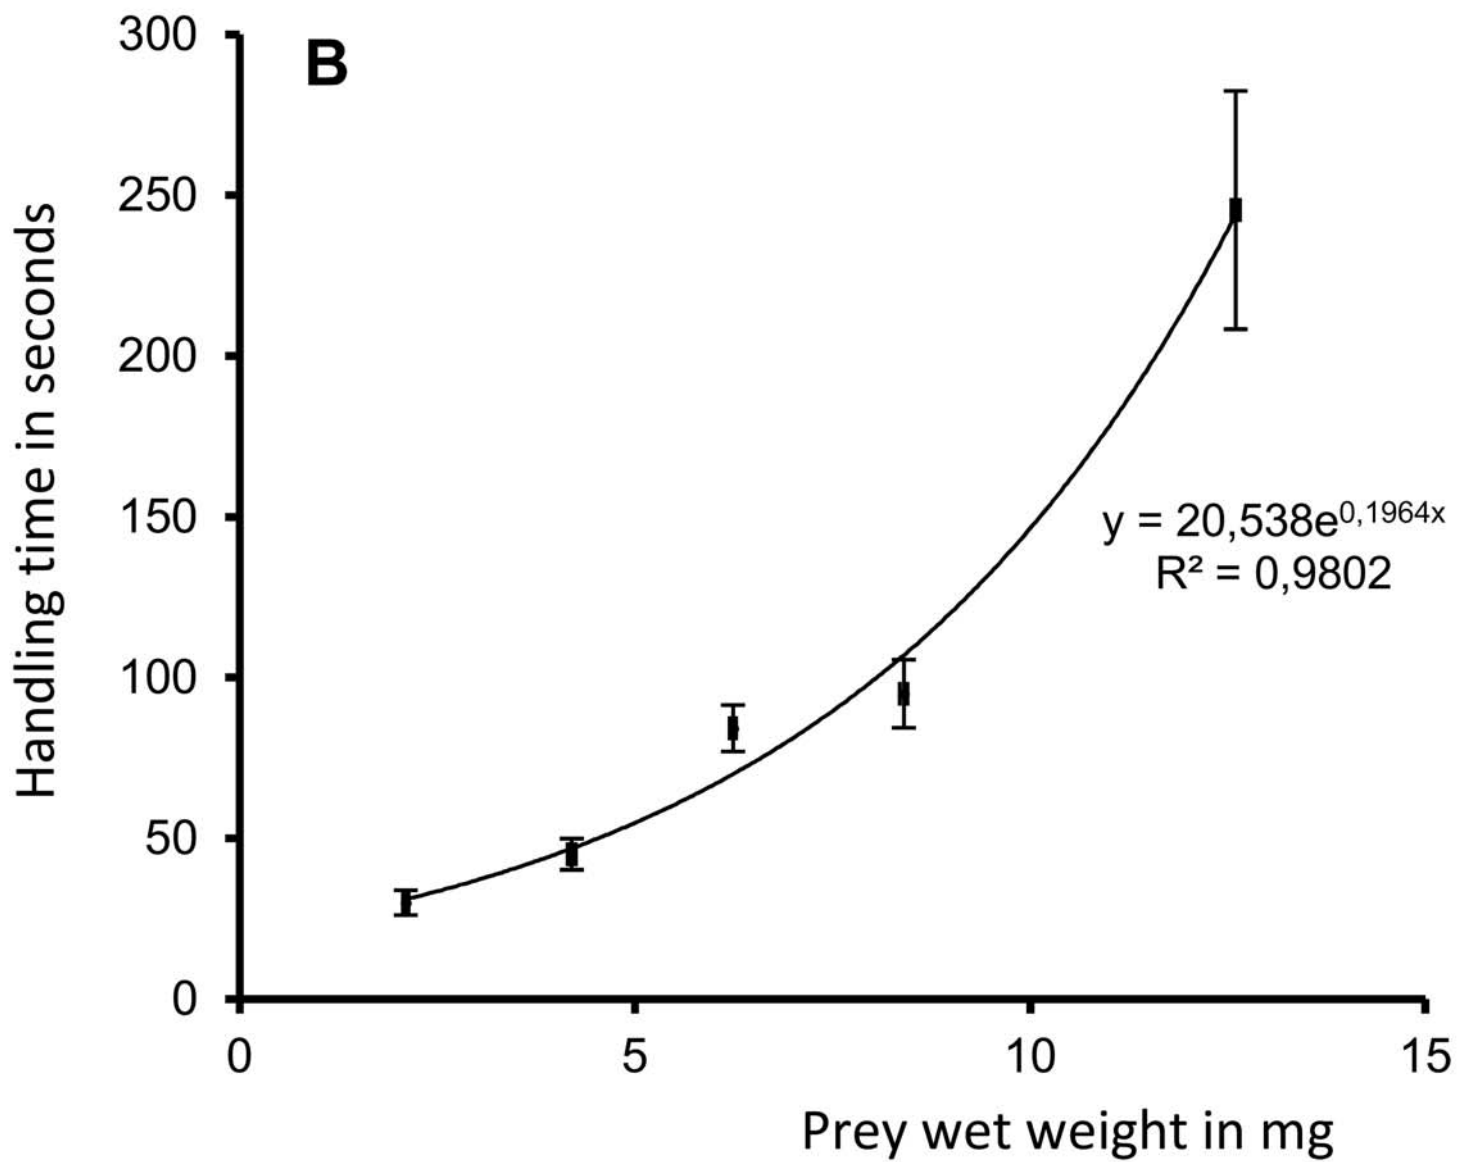 B
300
250
200
150
100
50
0
Handling time in seconds
y = 20,538e^0,1964x
R² = 0,9802
0 5 10 15
Prey wet weight in mg